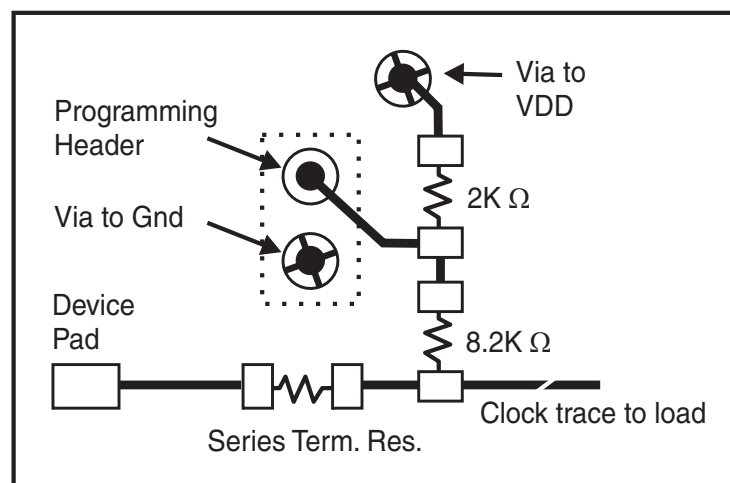 Via to
VDD
Programming
Header
2K Ω
Via to Gnd
Device
Pad
8.2K Ω
Clock trace to load
Series Term. Res.